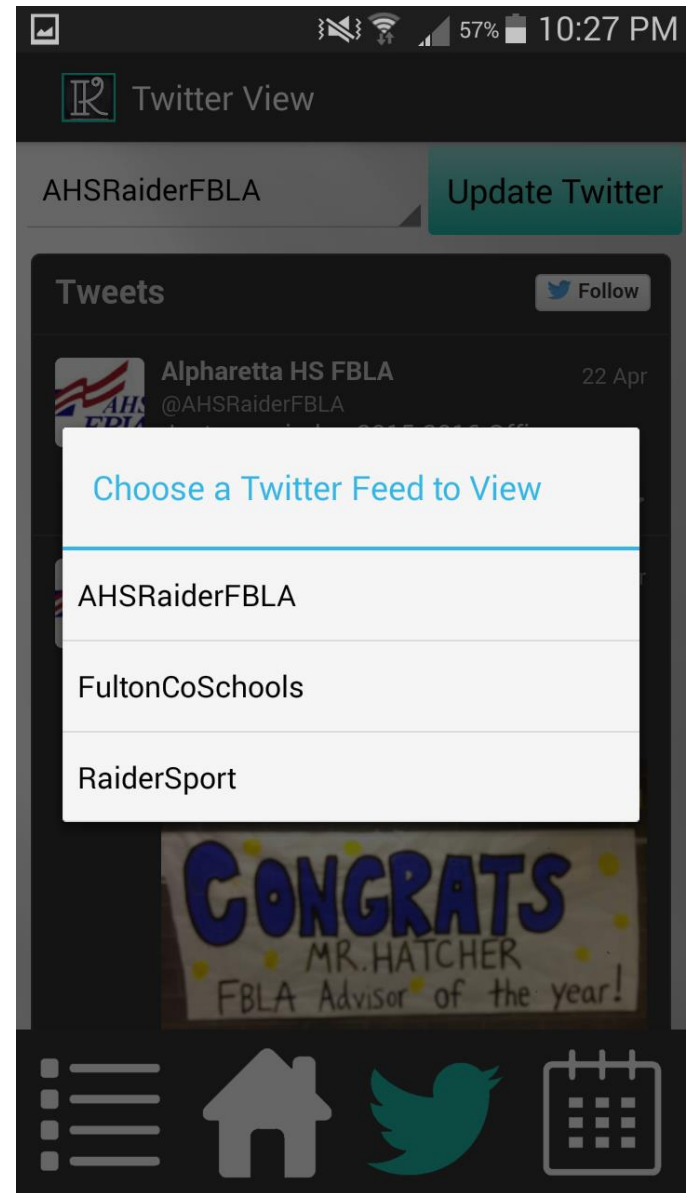 57% 10:27 PM
Twitter View
AHSRaiderFBLA
Update Twitter
Tweets
Follow
Alpharetta HS FBLA
22 Apr
@AHSRaiderFBLA
Choose a Twitter Feed to View
AHSRaiderFBLA
FultonCoSchools
RaiderSport
CONGRATS
MR. HATCHER
FBLA Advisor of the year!